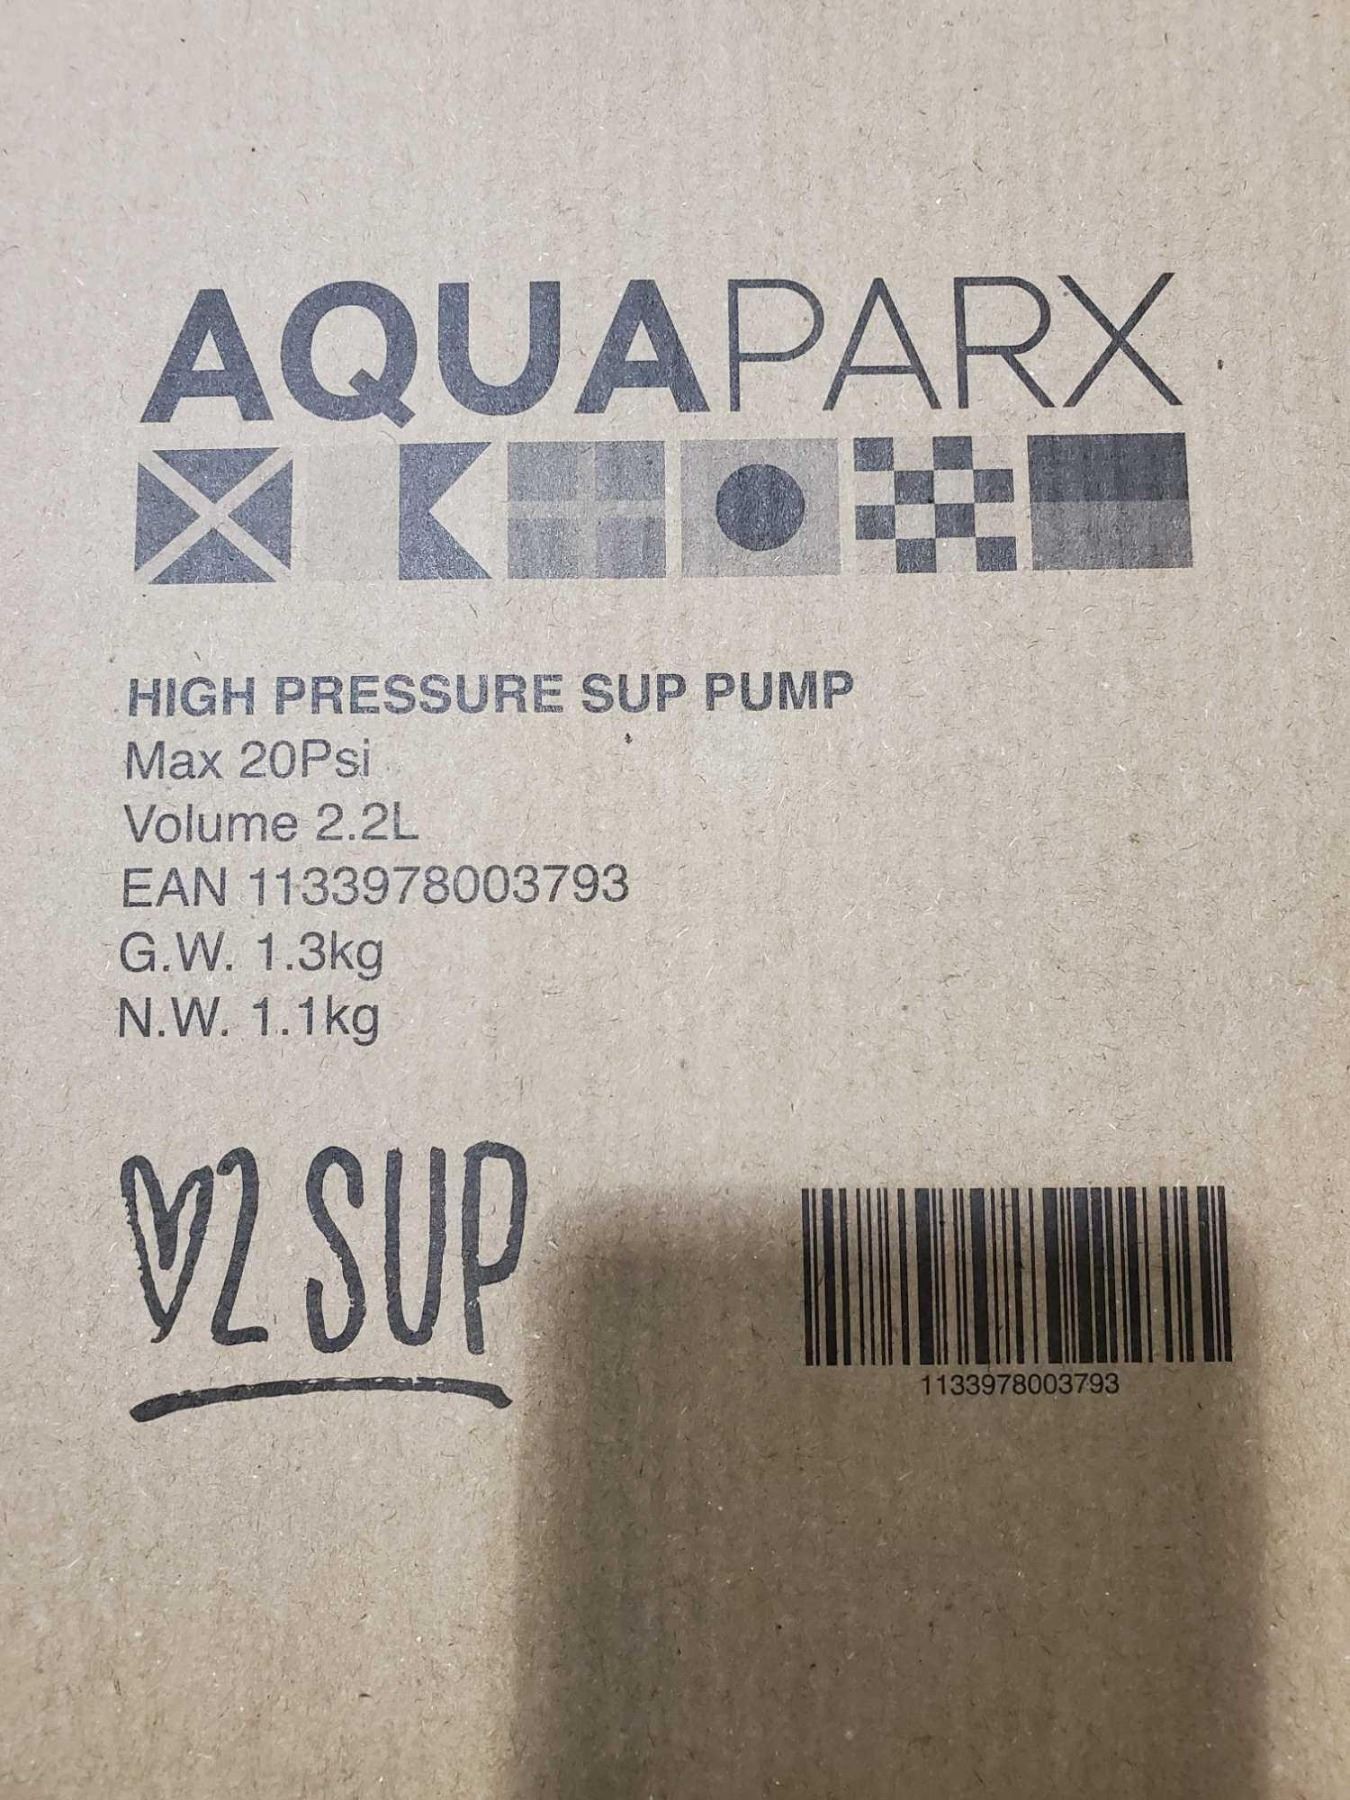 AQUAPARX
HIGH PRESSURE SUP PUMP
Max 20Psi
Volume 2.2L
EAN 1133978003793
G.W. 1.3kg
N.W. 1.1kg
♡2 SUP
1133978003793